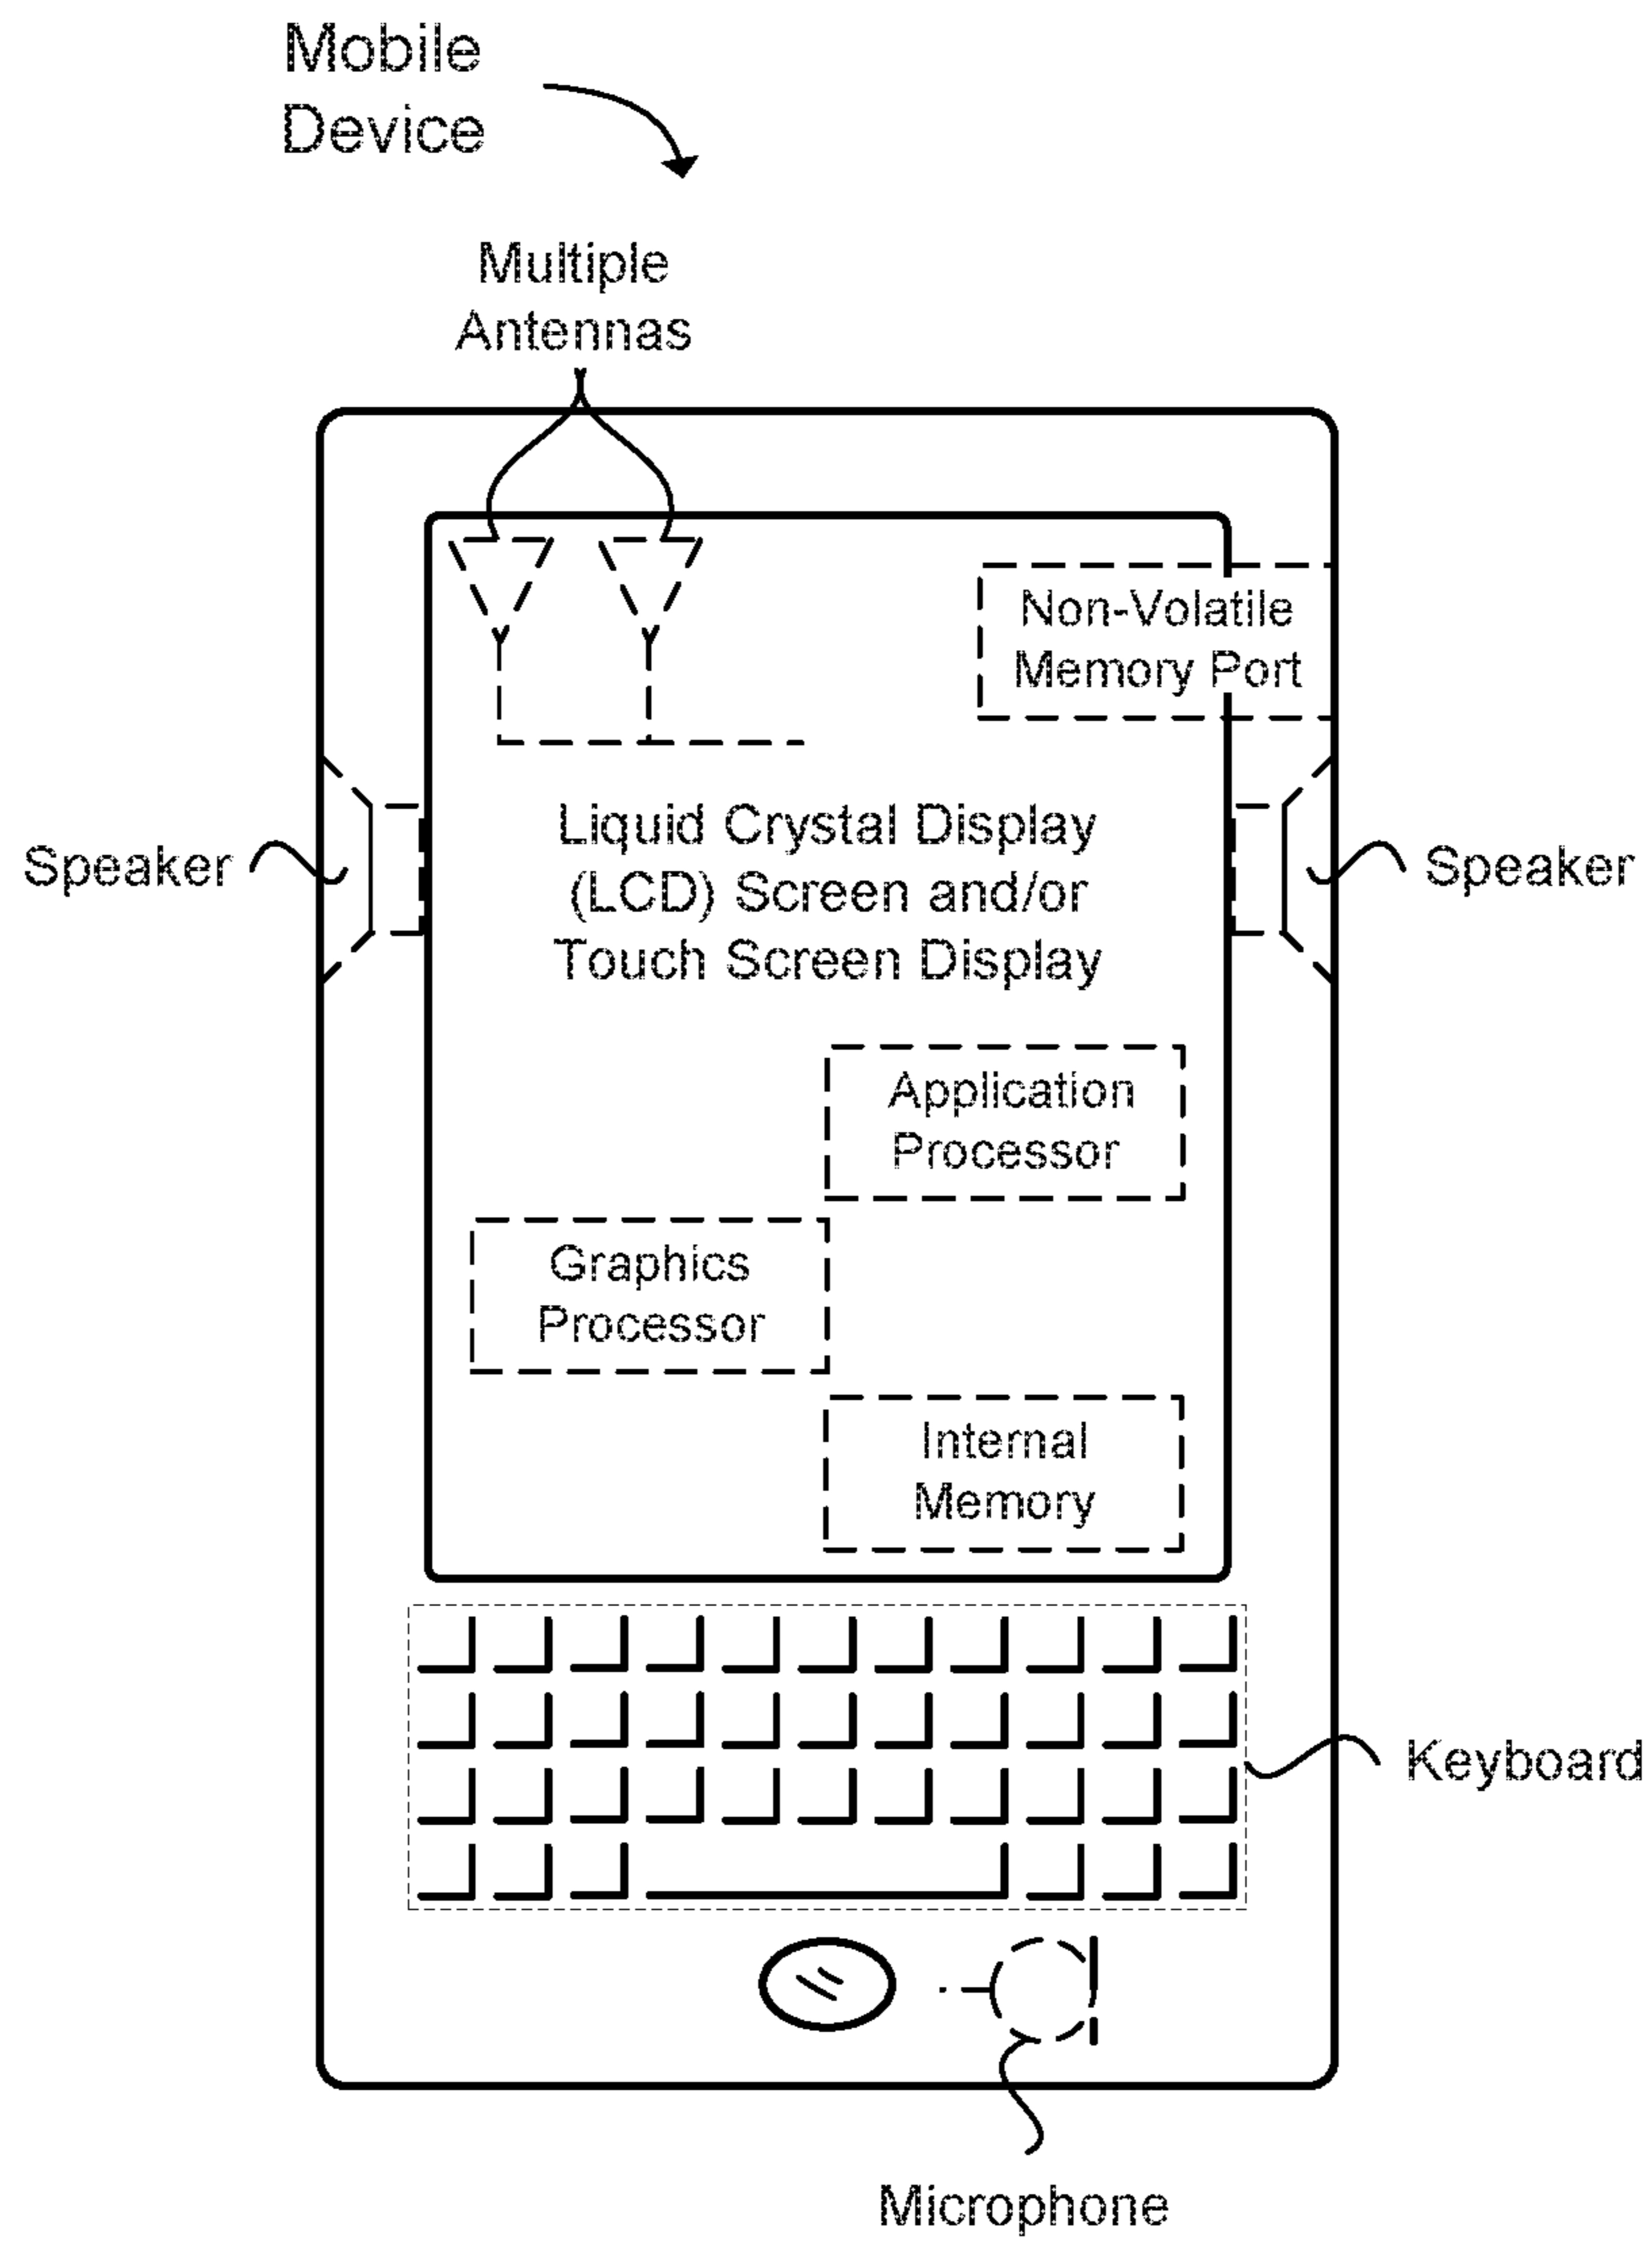 Mobile
Device
Multiple
Antennas
Non-Volatile
Memory Port
Speaker
Liquid Crystal Display
(LCD) Screen and/or
Touch Screen Display
Speaker
Application
Processor
Graphics
Processor
Internal
Memory
Keyboard
Microphone